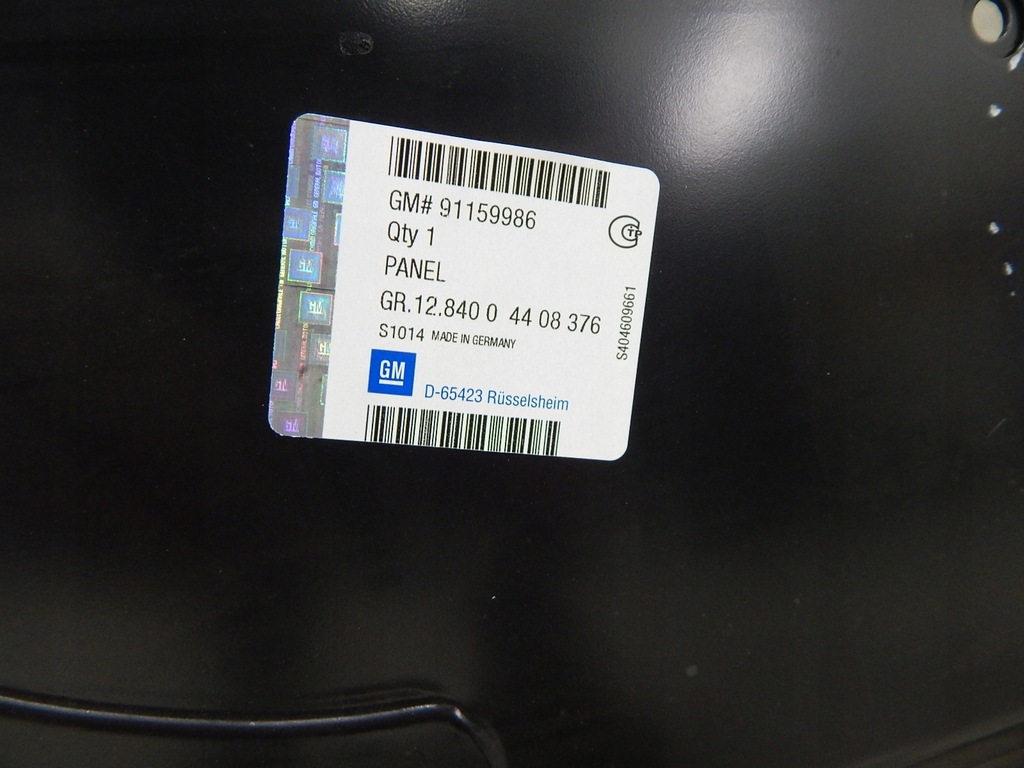 GM# 91159986
Qty 1
PANEL
GR.12.840 0 44 08 376
S1014 MADE IN GERMANY
GM
D-65423 Rüsselsheim
S404609661